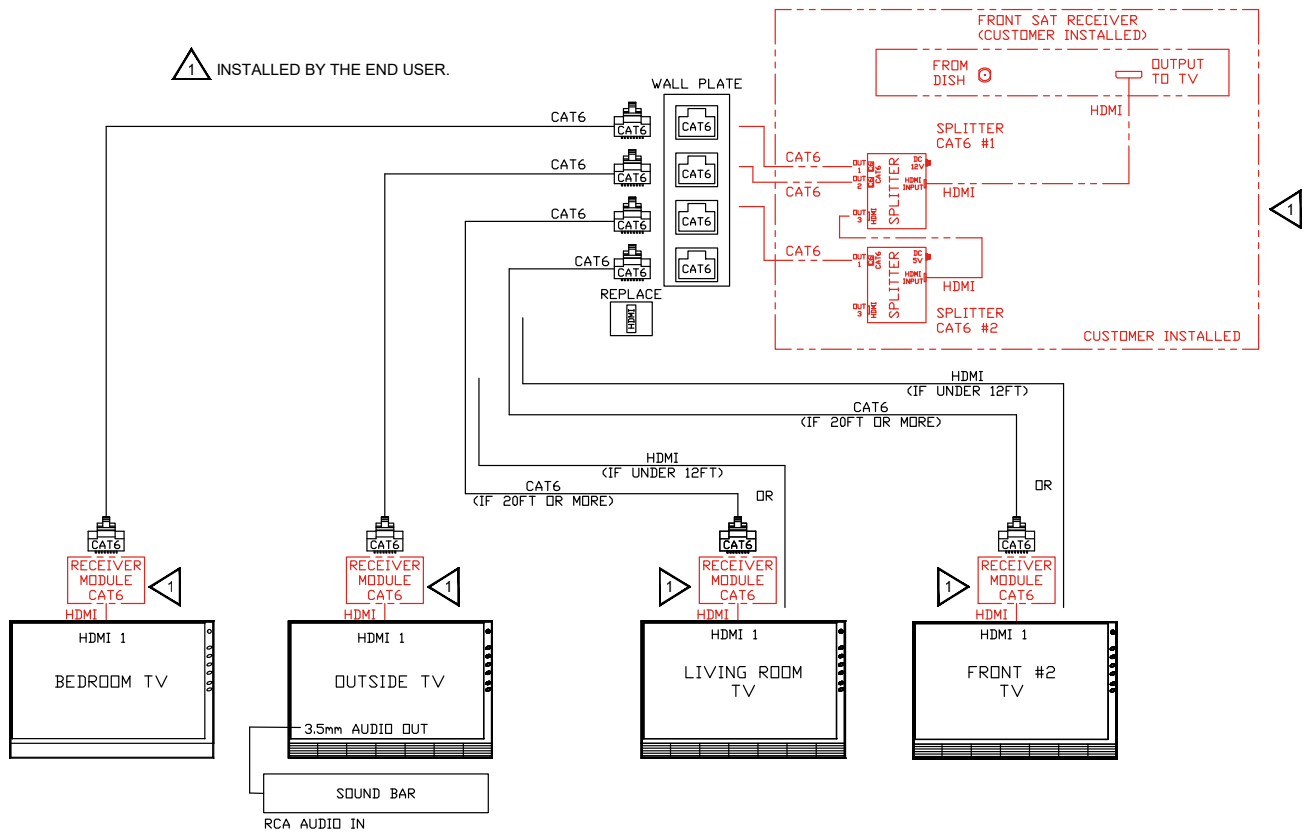 FRONT SAT RECEIVER
(CUSTOMER INSTALLED)
1 INSTALLED BY THE END USER.
FROM
DISH
OUTPUT
TO TV
HDMI
WALL PLATE
CAT6
CAT6
CAT6
CAT6
CAT6
CAT6
CAT6
CAT6
CAT6
CAT6
CAT6
CAT6
REPLACE
HDMI
SPLITTER
CAT6 #1
CAT6
CAT6
OUT
1
OUT
2
CAT6
DC
12V
HDMI
INPUT
SPLITTER
HDMI
OUT
3
HDMI
1
CAT6
OUT
1
CAT6
DC
5V
HDMI
INPUT
SPLITTER
HDMI
OUT
3
HDMI
SPLITTER
CAT6 #2
CUSTOMER INSTALLED
HDMI
(IF UNDER 12FT)
CAT6
(IF 20FT OR MORE)
HDMI
(IF UNDER 12FT)
CAT6
(IF 20FT OR MORE)
OR
OR
CAT6
CAT6
CAT6
CAT6
RECEIVER
MODULE
CAT6
1
RECEIVER
MODULE
CAT6
1
1
RECEIVER
MODULE
CAT6
1
RECEIVER
MODULE
CAT6
HDMI
HDMI
HDMI
HDMI
HDMI 1
HDMI 1
HDMI 1
HDMI 1
BEDROOM TV
OUTSIDE TV
LIVING ROOM
TV
FRONT #2
TV
3.5mm AUDIO OUT
SOUND BAR
RCA AUDIO IN